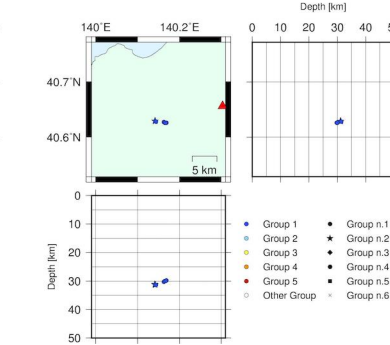 Depth [km]
140˚E 140.2˚E 0 10 20 30 40
40.7˚N
40.6˚N
5 km
0
10
20
30
40
50
Depth [km]
Group 1 Group n.1
Group 2 Group n.2
Group 3 Group n.3
Group 4 Group n.4
Group 5 Group n.5
Other Group Group n.6